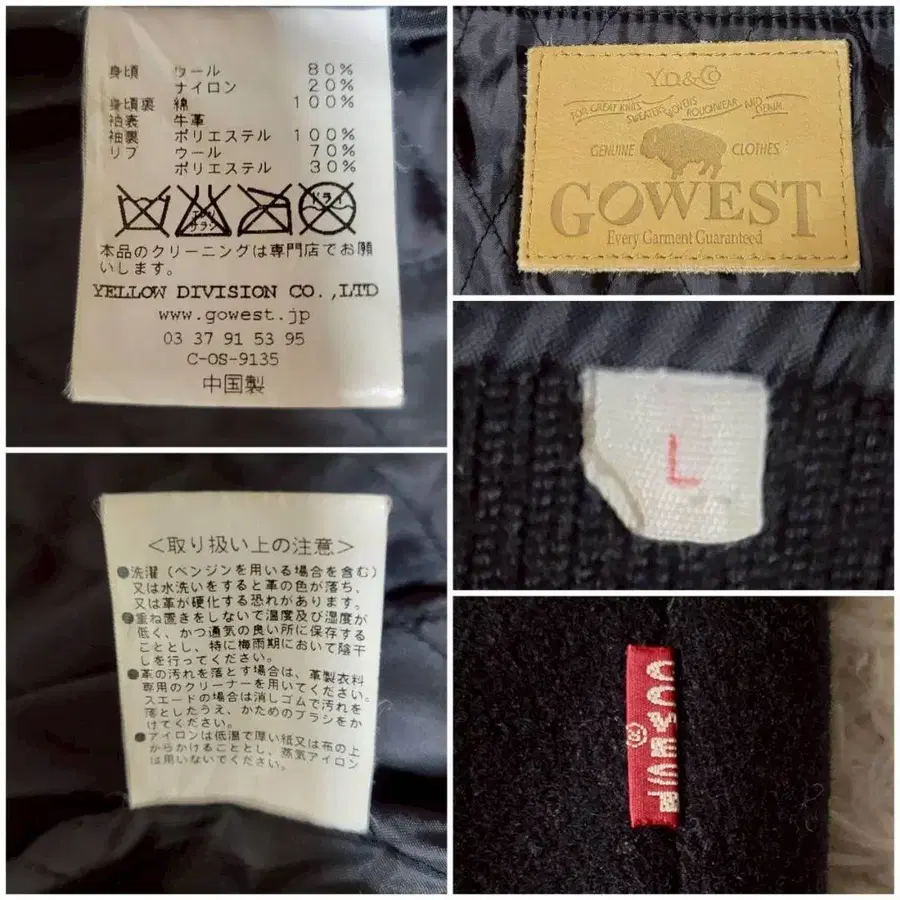 身頃 ウール 80%
ナイロン 20%
身頃裏 綿 100%
袖表 牛革
袖裏 ポリエステル 100%
リブ ウール 70%
ポリエステル 30%
エンソ
サラシ
ドライ
本品のクリーニングは専門店でお願
いします。
YELLOW DIVISION CO.,LTD
www.gowest.jp
03 37 91 53 95
C-OS-9135
中国製
Y.D.&Co
FOR GREAT KNITS, SWEATERS, WOVENS, ROUGHWEAR AND DENIM.
GENUINE CLOTHES
GOWEST
Every Garment Guaranteed
L
<取り扱い上の注意>
●洗濯(ベンジンを用いる場合を含む)
又は水洗いをすると革の色が落ち、
又は革が硬化する恐れがあります。
●重ね置きをしないで温度及び湿度が
低く、かつ通気の良い所に保存する
こととし、特に梅雨期において陰干
しを行ってください。
●革の汚れを落とす場合は、革製衣料
専用のクリーナーを用いてください。
スエードの場合は消しゴムで汚れを
落としたうえ、かためのブラシをか
けてください。
●アイロンは低温で厚い紙又は布の上
からかけることとし、蒸気アイロン
は用いないでください。
GOWEST
®